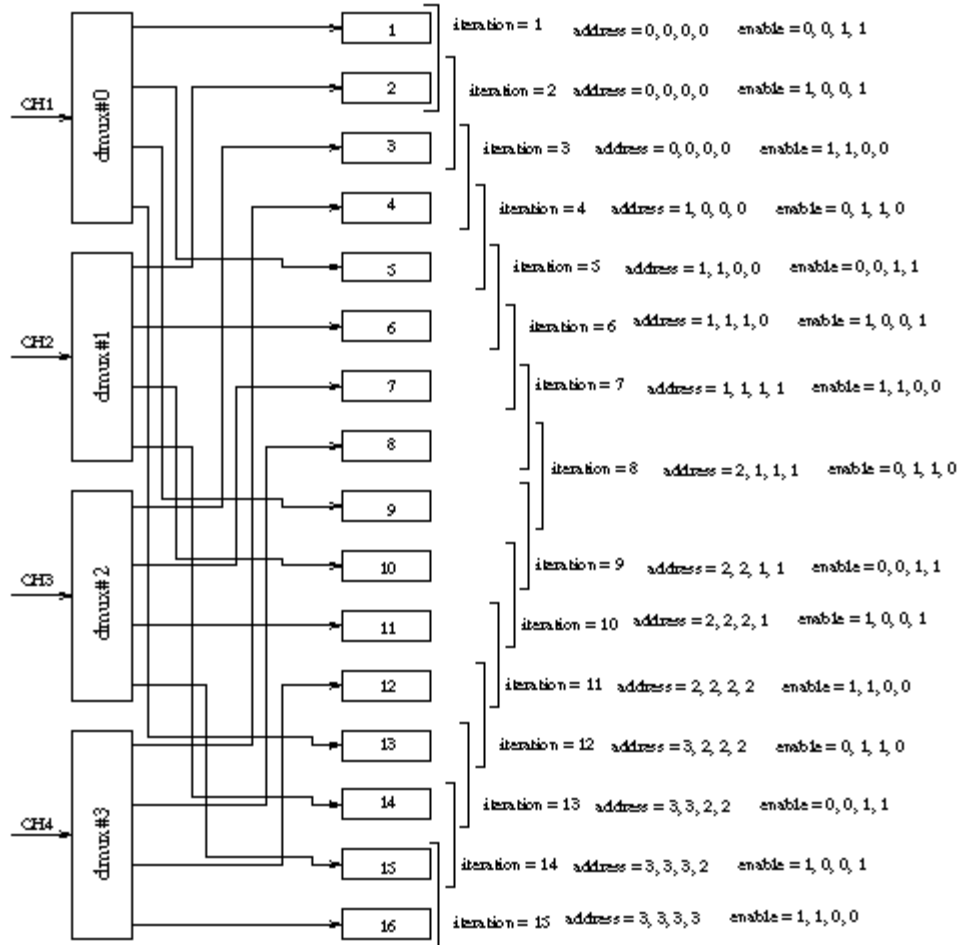 CH1
dmux#0
CH2
dmux#1
CH3
dmux#2
CH4
dmux#3
1
2
3
4
5
6
7
8
9
10
11
12
13
14
15
16
iteration = 1 address = 0, 0, 0, 0 enable = 0, 0, 1, 1
iteration = 2 address = 0, 0, 0, 0 enable = 1, 0, 0, 1
iteration = 3 address = 0, 0, 0, 0 enable = 1, 1, 0, 0
iteration = 4 address = 1, 0, 0, 0 enable = 0, 1, 1, 0
iteration = 5 address = 1, 1, 0, 0 enable = 0, 0, 1, 1
iteration = 6 address = 1, 1, 1, 0 enable = 1, 0, 0, 1
iteration = 7 address = 1, 1, 1, 1 enable = 1, 1, 0, 0
iteration = 8 address = 2, 1, 1, 1 enable = 0, 1, 1, 0
iteration = 9 address = 2, 2, 1, 1 enable = 0, 0, 1, 1
iteration = 10 address = 2, 2, 2, 1 enable = 1, 0, 0, 1
iteration = 11 address = 2, 2, 2, 2 enable = 1, 1, 0, 0
iteration = 12 address = 3, 2, 2, 2 enable = 0, 1, 1, 0
iteration = 13 address = 3, 3, 2, 2 enable = 0, 0, 1, 1
iteration = 14 address = 3, 3, 3, 2 enable = 1, 0, 0, 1
iteration = 15 address = 3, 3, 3, 3 enable = 1, 1, 0, 0